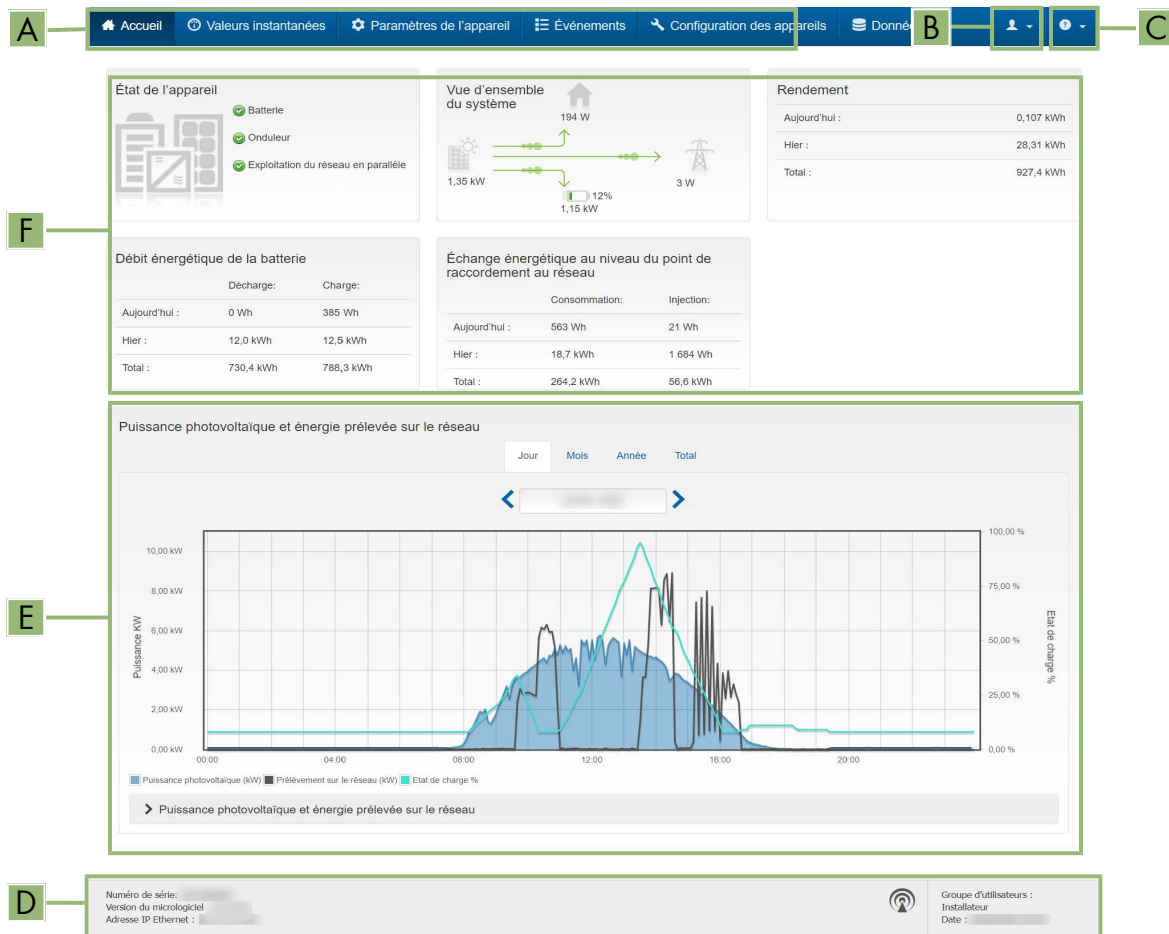 A
Accueil
Valeurs instantanées
Paramètres de l'appareil
Événements
Configuration des appareils
Donné
B
C
État de l'appareil
Batterie
Onduleur
Exploitation du réseau en parallèle
Vue d'ensemble
du système
194 W
1,35 kW
3 W
12%
1,15 kW
Rendement
Aujourd'hui : 0,107 kWh
Hier : 28,31 kWh
Total : 927,4 kWh
F
Débit énergétique de la batterie
Décharge: Charge:
Aujourd'hui : 0 Wh 385 Wh
Hier : 12,0 kWh 12,5 kWh
Total : 730,4 kWh 788,3 kWh
Échange énergétique au niveau du point de
raccordement au réseau
Consommation: Injection:
Aujourd'hui : 563 Wh 21 Wh
Hier : 18,7 kWh 1 684 Wh
Total : 264,2 kWh 56,6 kWh
E
Puissance photovoltaïque et énergie prélevée sur le réseau
Jour Mois Année Total
100,00 %
10,00 kW
8,00 kW
75,00 %
6,00 kW
50,00 %
4,00 kW
25,00 %
2,00 kW
0,00 kW
0,00 %
Puissance KW
Etat de charge %
00:00 04:00 08:00 12:00 16:00 20:00
Puissance photovoltaïque (kW) Prélèvement sur le réseau (kW) Etat de charge %
Puissance photovoltaïque et énergie prélevée sur le réseau
D
Numéro de série:
Version du micrologiciel
Adresse IP Ethernet :
Groupe d'utilisateurs :
Installateur
Date :